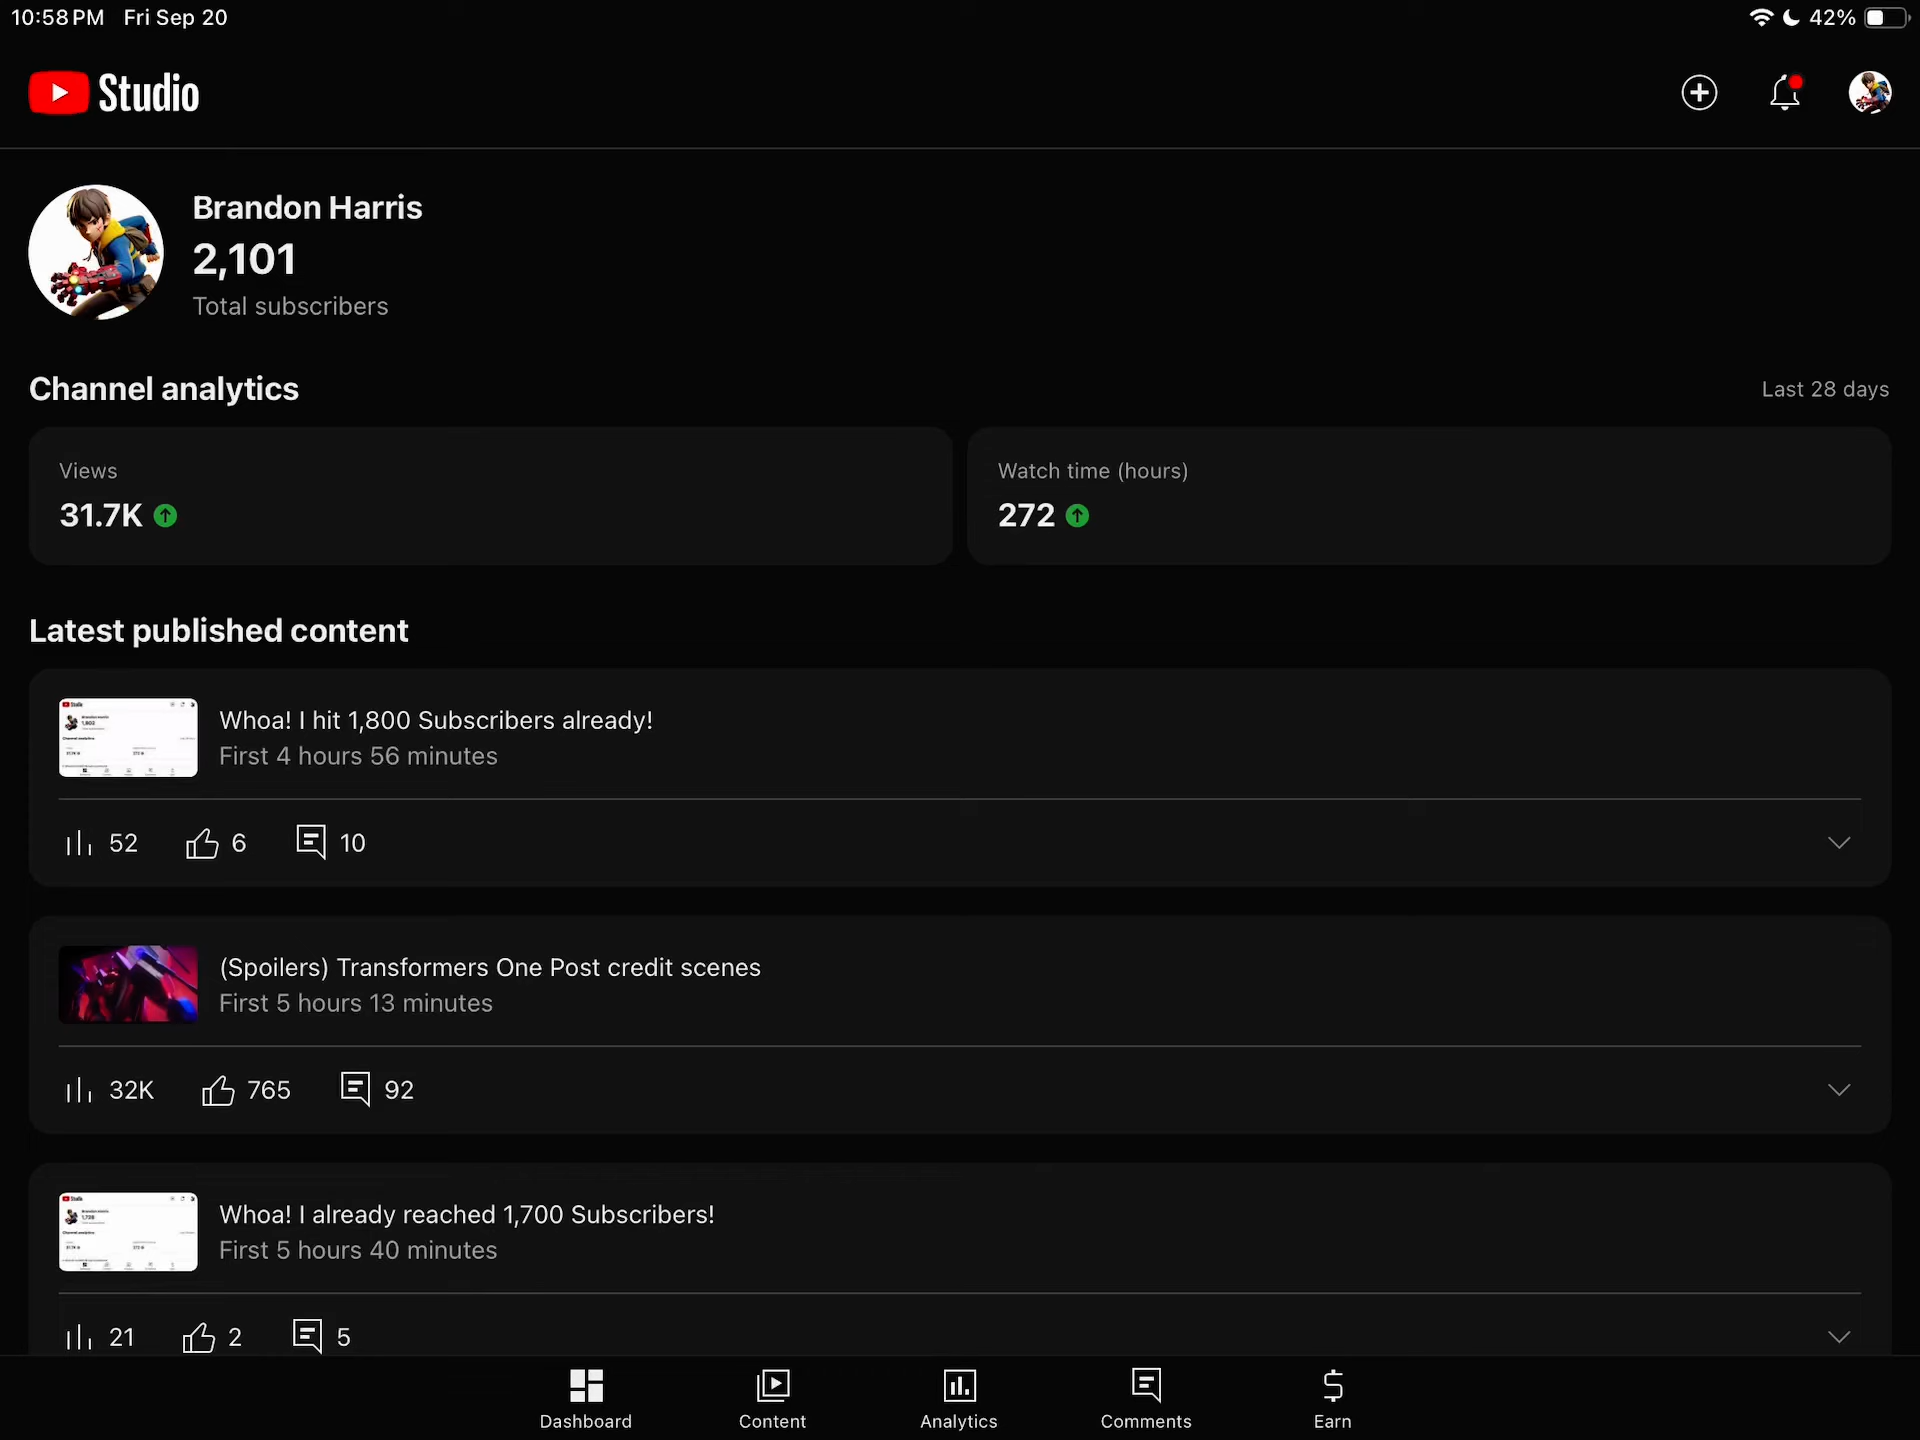 10:58 PM Fri Sep 20
42%
Studio
Brandon Harris
2,101
Total subscribers
Channel analytics
Last 28 days
Views
31.7K
Watch time (hours)
272
Latest published content
Whoa! I hit 1,800 Subscribers already!
First 4 hours 56 minutes
52 6 10
(Spoilers) Transformers One Post credit scenes
First 5 hours 13 minutes
32K 765 92
Whoa! I already reached 1,700 Subscribers!
First 5 hours 40 minutes
21 2 5
Dashboard Content Analytics Comments Earn